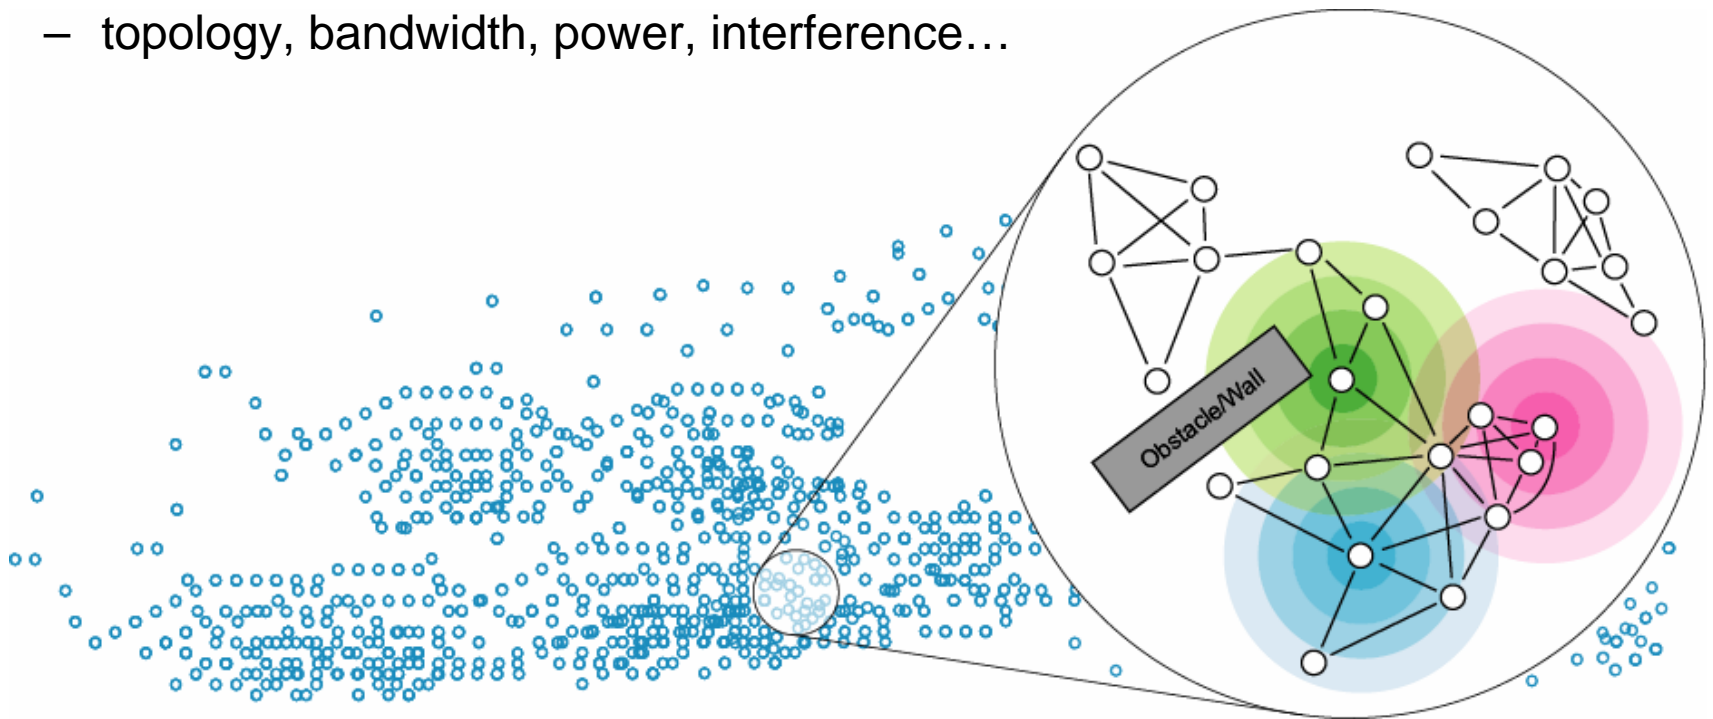 – topology, bandwidth, power, interference…
Obstacle/Wall